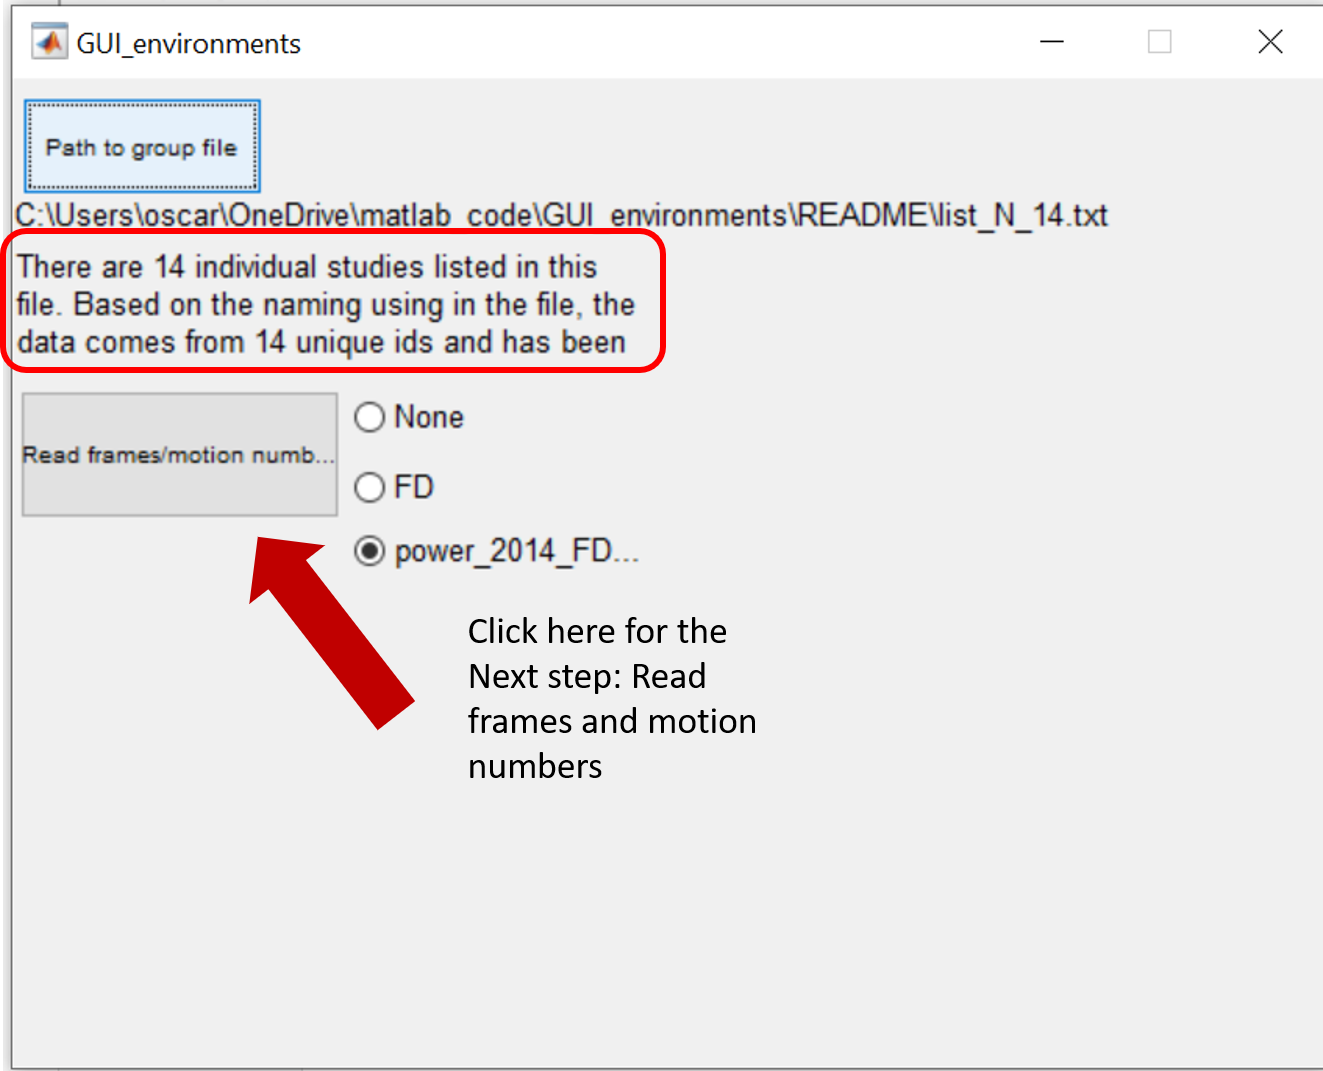 GUI_environments
Path to group file
C:\Users\oscar\OneDrive\matlab_code\GUI_environments\README\list_N_14.txt
There are 14 individual studies listed in this
file. Based on the naming using in the file, the
data comes from 14 unique ids and has been
Read frames/motion numb...
None
FD
power_2014_FD...
Click here for the
Next step: Read
frames and motion
numbers